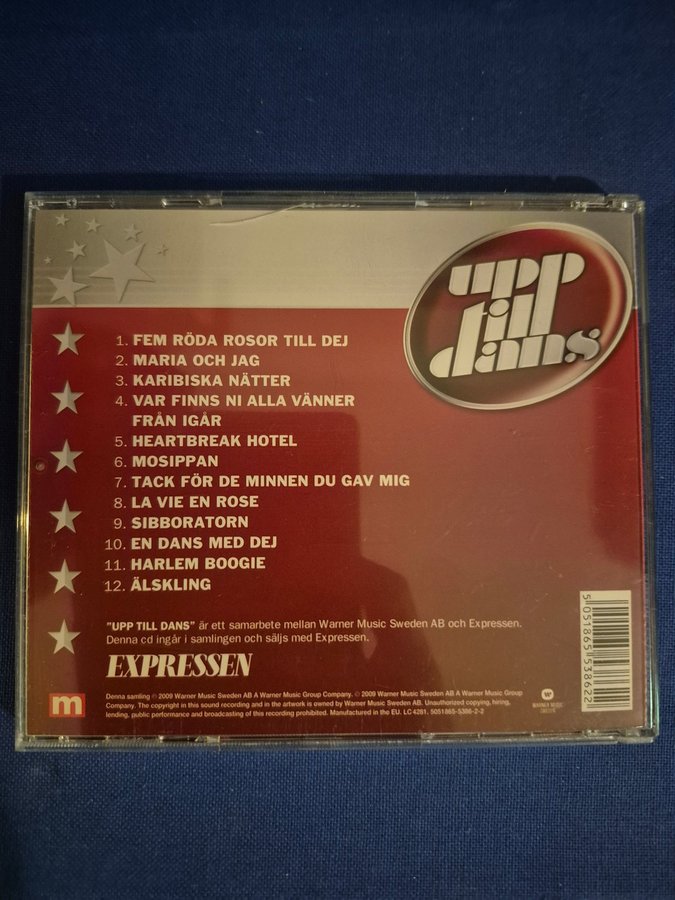 upp
till
dans
1. FEM RÖDA ROSOR TILL DEJ
2. MARIA OCH JAG
3. KARIBISKA NÄTTER
4. VAR FINNS NI ALLA VÄNNER
FRÅN IGÅR
5. HEARTBREAK HOTEL
6. MOSIPPAN
7. TACK FÖR DE MINNEN DU GAV MIG
8. LA VIE EN ROSE
9. SIBBORATORN
10. EN DANS MED DEJ
11. HARLEM BOOGIE
12. ÄLSKLING
"UPP TILL DANS" är ett samarbete mellan Warner Music Sweden AB och Expressen.
Denna cd ingår i samlingen och säljs med Expressen.
EXPRESSEN
m
Denna samling ℗ 2009 Warner Music Sweden AB A Warner Music Group Company. © 2009 Warner Music Sweden AB A Warner Music Group
Company. The copyright in this sound recording and in the artwork is owned by Warner Music Sweden AB. Unauthorized copying, hiring,
lending, public performance and broadcasting of this recording prohibited. Manufactured in the EU. LC 4281. 5051865-5386-2-2
WARNER MUSIC
5 051865 538622